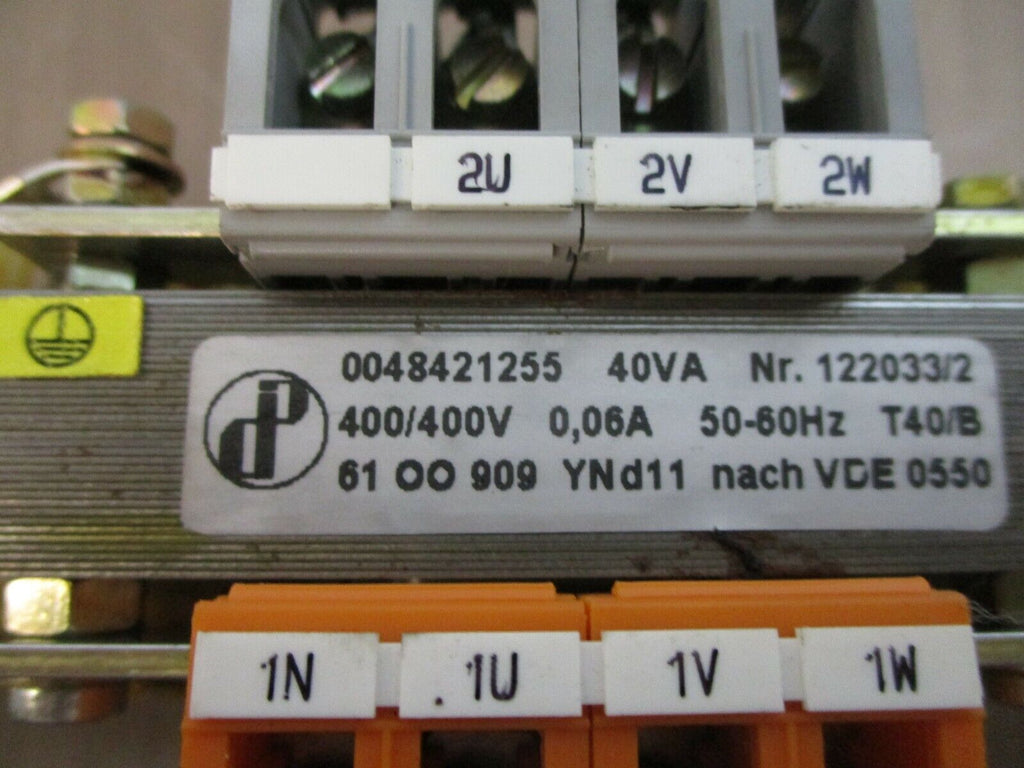 2U 2V 2W
0048421255 40VA Nr. 122033/2
400/400V 0,06A 50-60Hz T40/B
61 OO 909 YNd11 nach VDE 0550
1N 1U 1V 1W